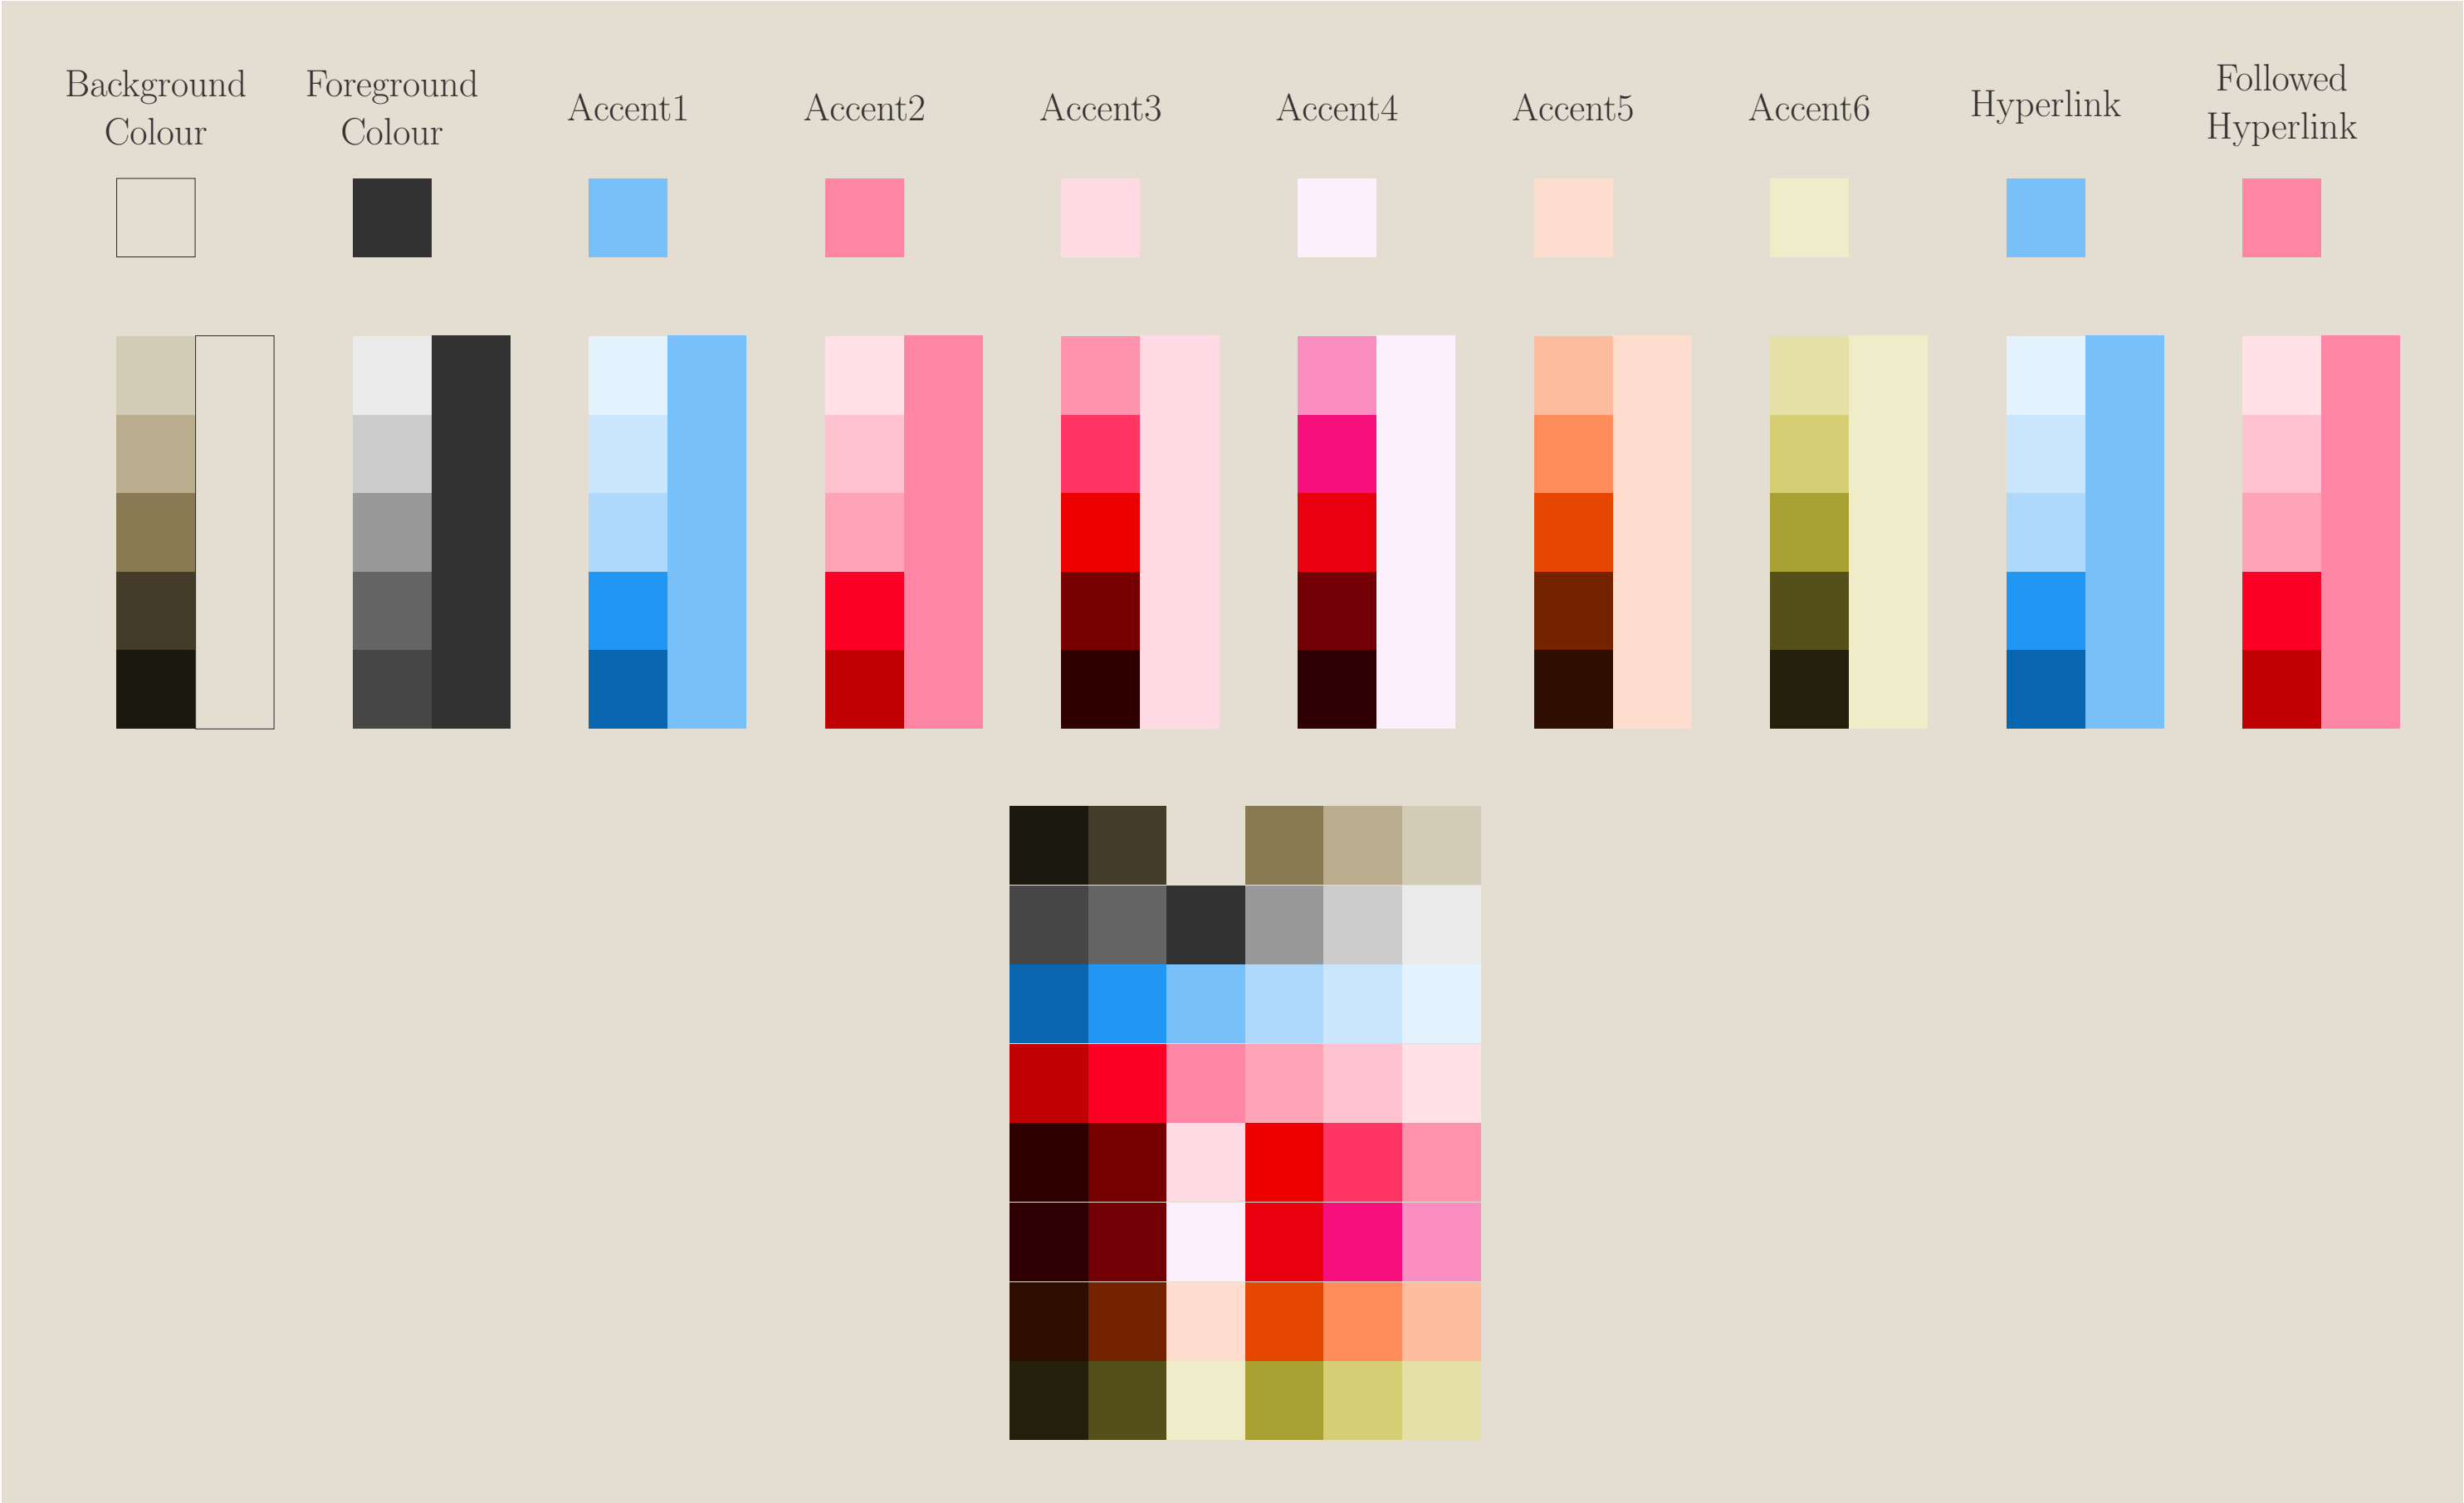 Background
Colour
Foreground
Colour
Accent1
Accent2
Accent3
Accent4
Accent5
Accent6
Hyperlink
Followed
Hyperlink